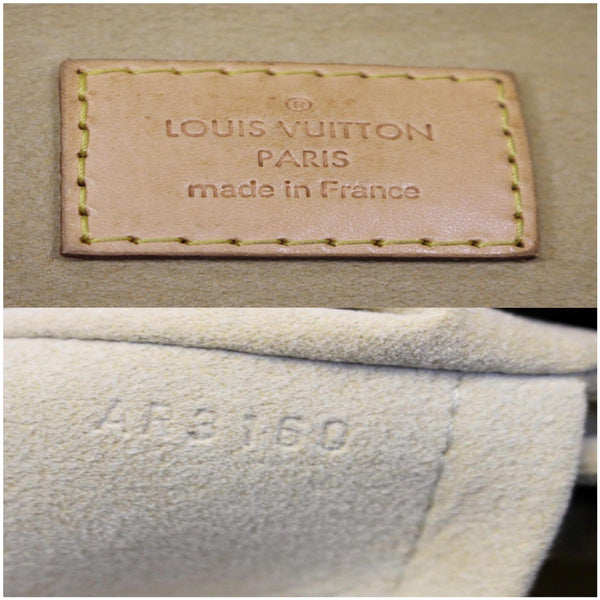 ®
LOUIS VUITTON
PARIS
made in France
AR3160